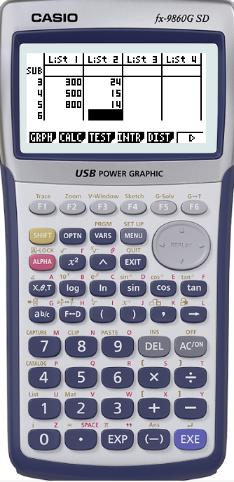 CASIO fx-9860G SD
List 1 List 2 List 3 List 4
SUB
3 300 24
4 500 15
5 800 14
6
GRPH CALC TEST INTR DIST ▷
USB POWER GRAPHIC
Trace Zoom V-Window Sketch G-Solv G↔T
F1 F2 F3 F4 F5 F6
PRGM SET UP
SHIFT OPTN VARS MENU
A-LOCK QUIT
ALPHA x² ^ EXIT
REPLAY
X,θ,T log ln sin cos tan
ab/c F↔D ( ) , →
CAPTURE CLIP PASTE INS OFF
7 8 9 DEL AC/ON
CATALOG
4 5 6 × ÷
List Mat
1 2 3 + −
SPACE π Ans
0 . EXP (−) EXE